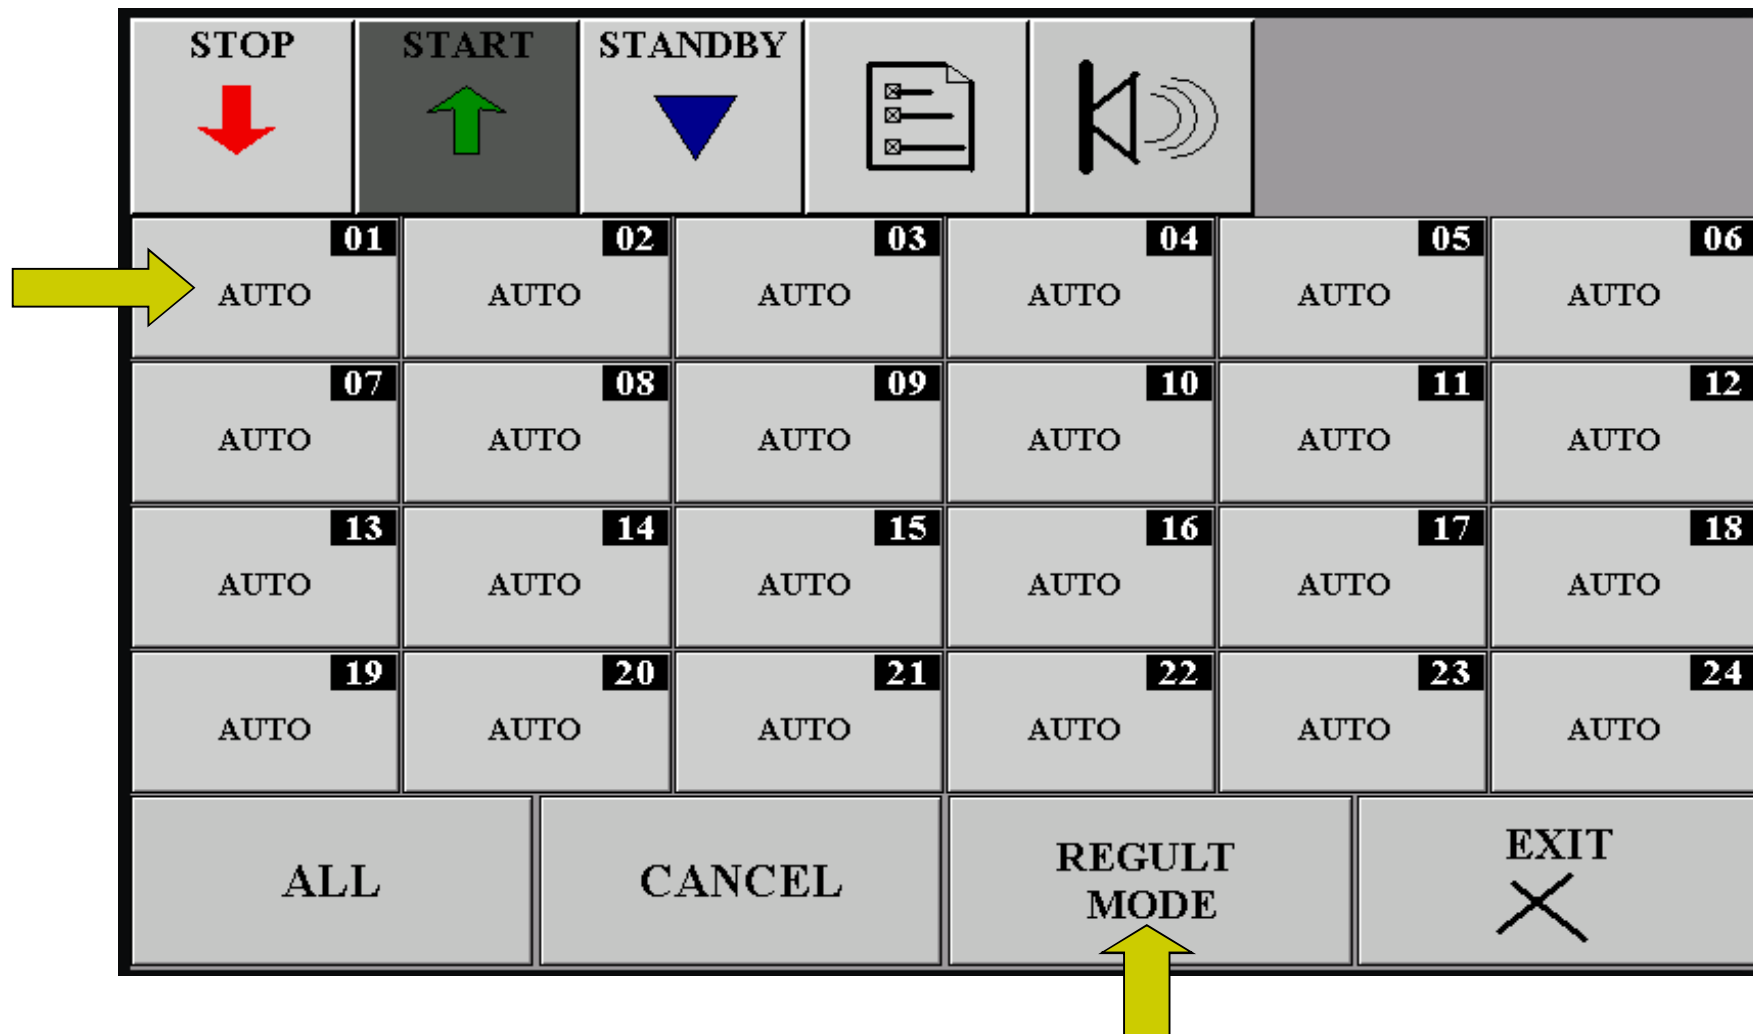 STOP START STANDBY
01 02 03 04 05 06
AUTO AUTO AUTO AUTO AUTO AUTO
07 08 09 10 11 12
AUTO AUTO AUTO AUTO AUTO AUTO
13 14 15 16 17 18
AUTO AUTO AUTO AUTO AUTO AUTO
19 20 21 22 23 24
AUTO AUTO AUTO AUTO AUTO AUTO
ALL
CANCEL
REGULT
MODE
EXIT